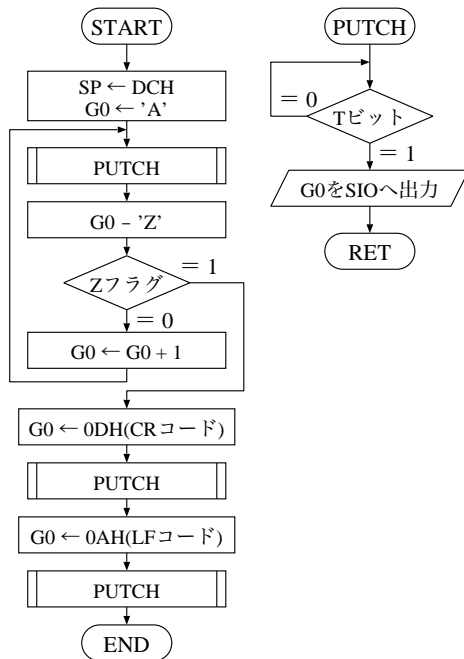 START
SP ← DCH
G0 ← 'A'
PUTCH
G0 − 'Z'
Zフラグ
= 1
= 0
G0 ← G0 + 1
G0 ← 0DH(CRコード)
PUTCH
G0 ← 0AH(LFコード)
PUTCH
END
PUTCH
= 0
Tビット
= 1
G0をSIOへ出力
RET